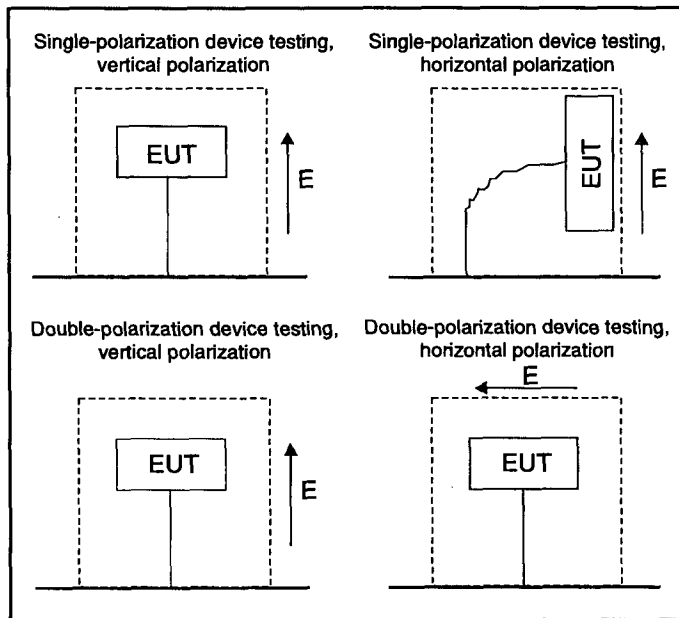 Single-polarization device testing,
vertical polarization
EUT
E
Single-polarization device testing,
horizontal polarization
EUT
E
Double-polarization device testing,
vertical polarization
EUT
E
Double-polarization device testing,
horizontal polarization
E
EUT